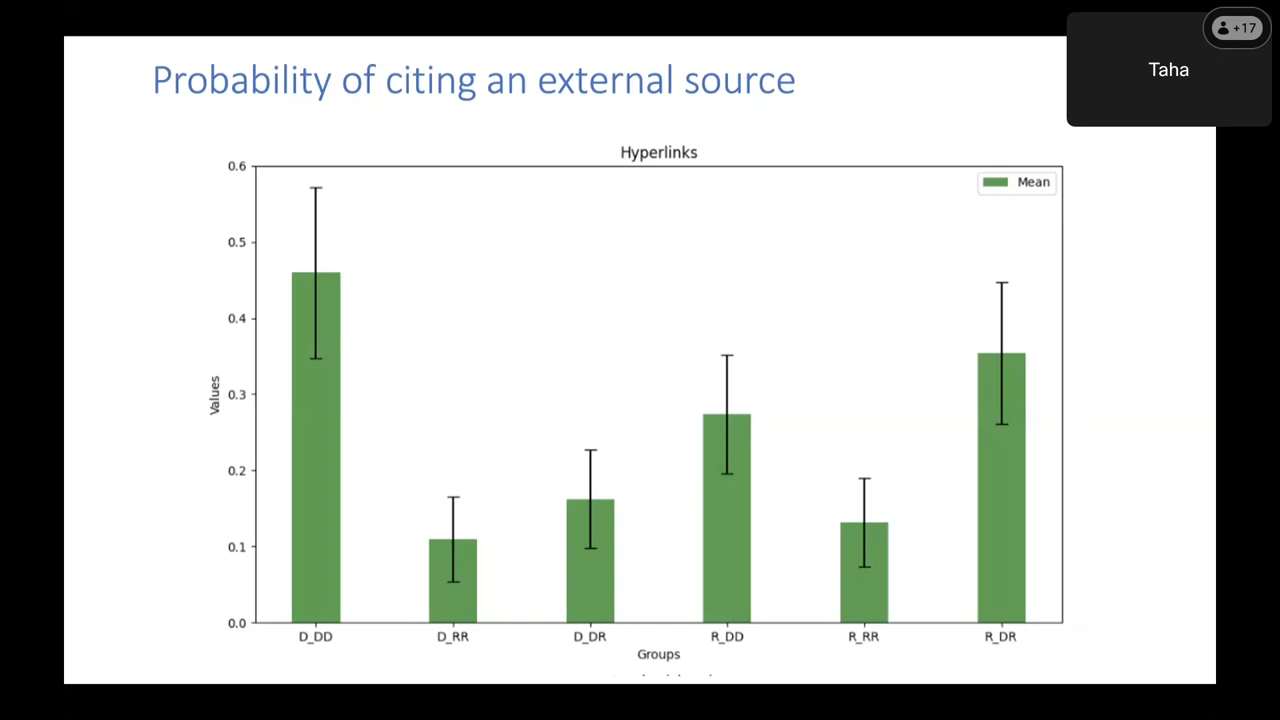 +17
Taha
Probability of citing an external source
Hyperlinks
Mean
0.6
0.5
0.4
0.3
0.2
0.1
0.0
Values
D_DD D_RR D_DR R_DD R_RR R_DR
Groups